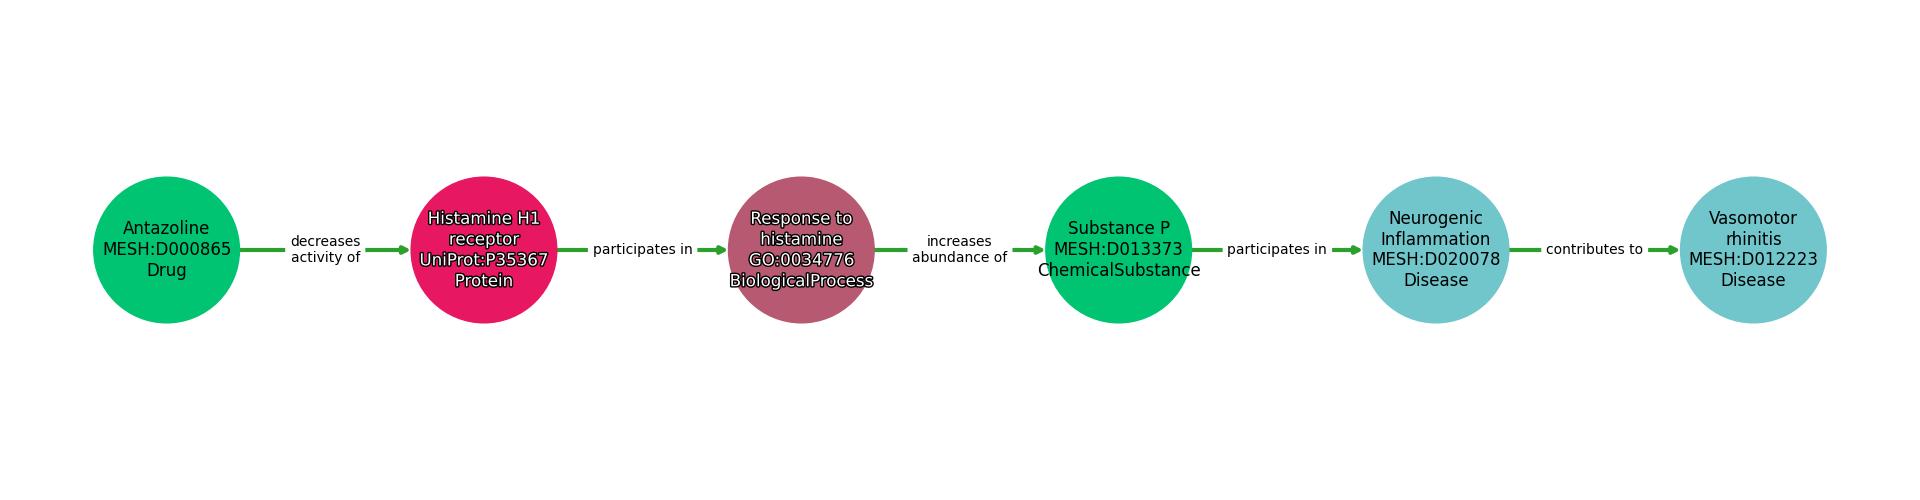 Antazoline
MESH:D000865
Drug
decreases
activity of
Histamine H1
receptor
UniProt:P35367
Protein
participates in
Response to
histamine
GO:0034776
BiologicalProcess
increases
abundance of
Substance P
MESH:D013373
ChemicalSubstance
participates in
Neurogenic
Inflammation
MESH:D020078
Disease
contributes to
Vasomotor
rhinitis
MESH:D012223
Disease